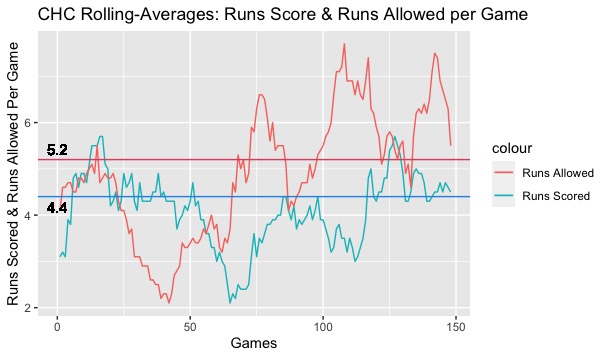 CHC Rolling-Averages: Runs Score & Runs Allowed per Game
Runs Scored & Runs Allowed Per Game
6
4
2
5.2
4.4
0
50
100
150
Games
colour
Runs Allowed
Runs Scored